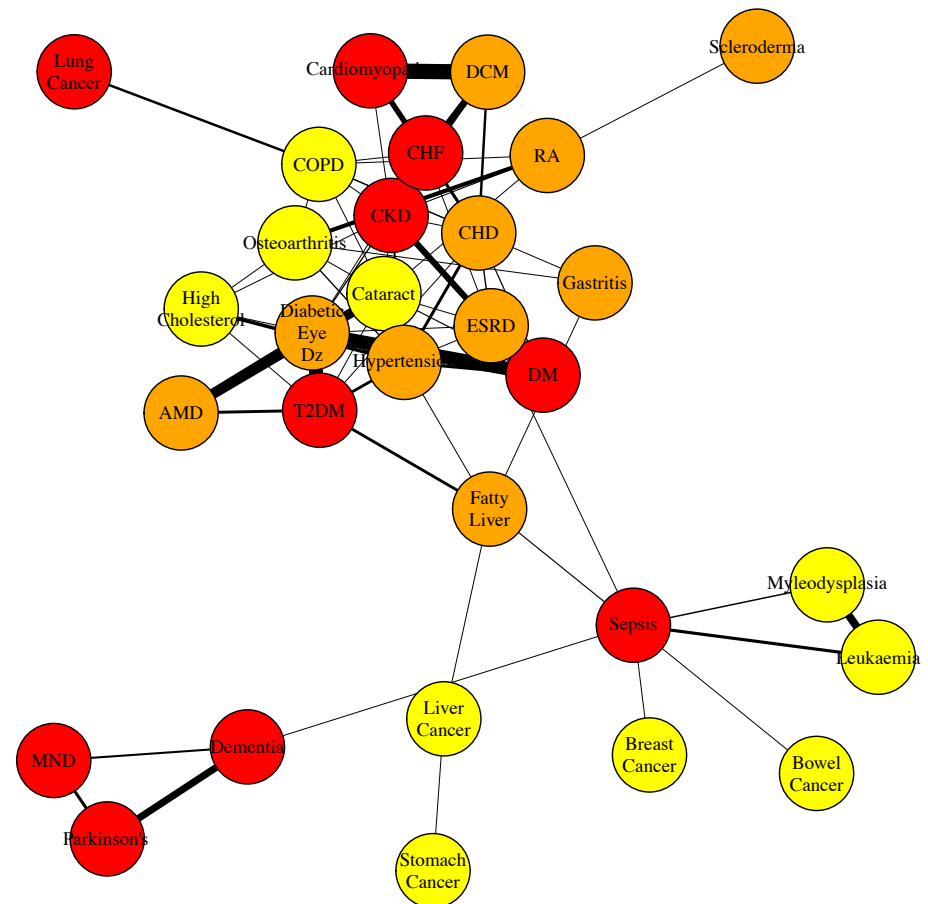 Scleroderma
Lung
Cancer
Cardiomyopa
DCM
CHF
RA
COPD
CKD
CHD
Osteoarthritis
Gastritis
Cataract
High
Cholesterol
Diabetic
Eye
Dz
ESRD
Hypertensio
DM
AMD
T2DM
Fatty
Liver
Myleodysplasia
Sepsis
Leukaemia
Liver
Cancer
Dementia
Breast
Cancer
MND
Bowel
Cancer
Parkinson's
Stomach
Cancer